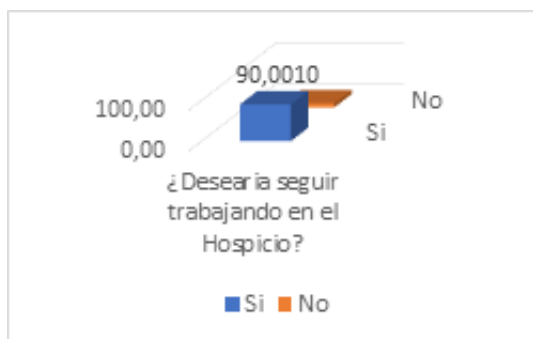 90,0010
100,00
0,00
No
Si
¿Desearia seguir
trabajando en el
Hospicio?
Si No